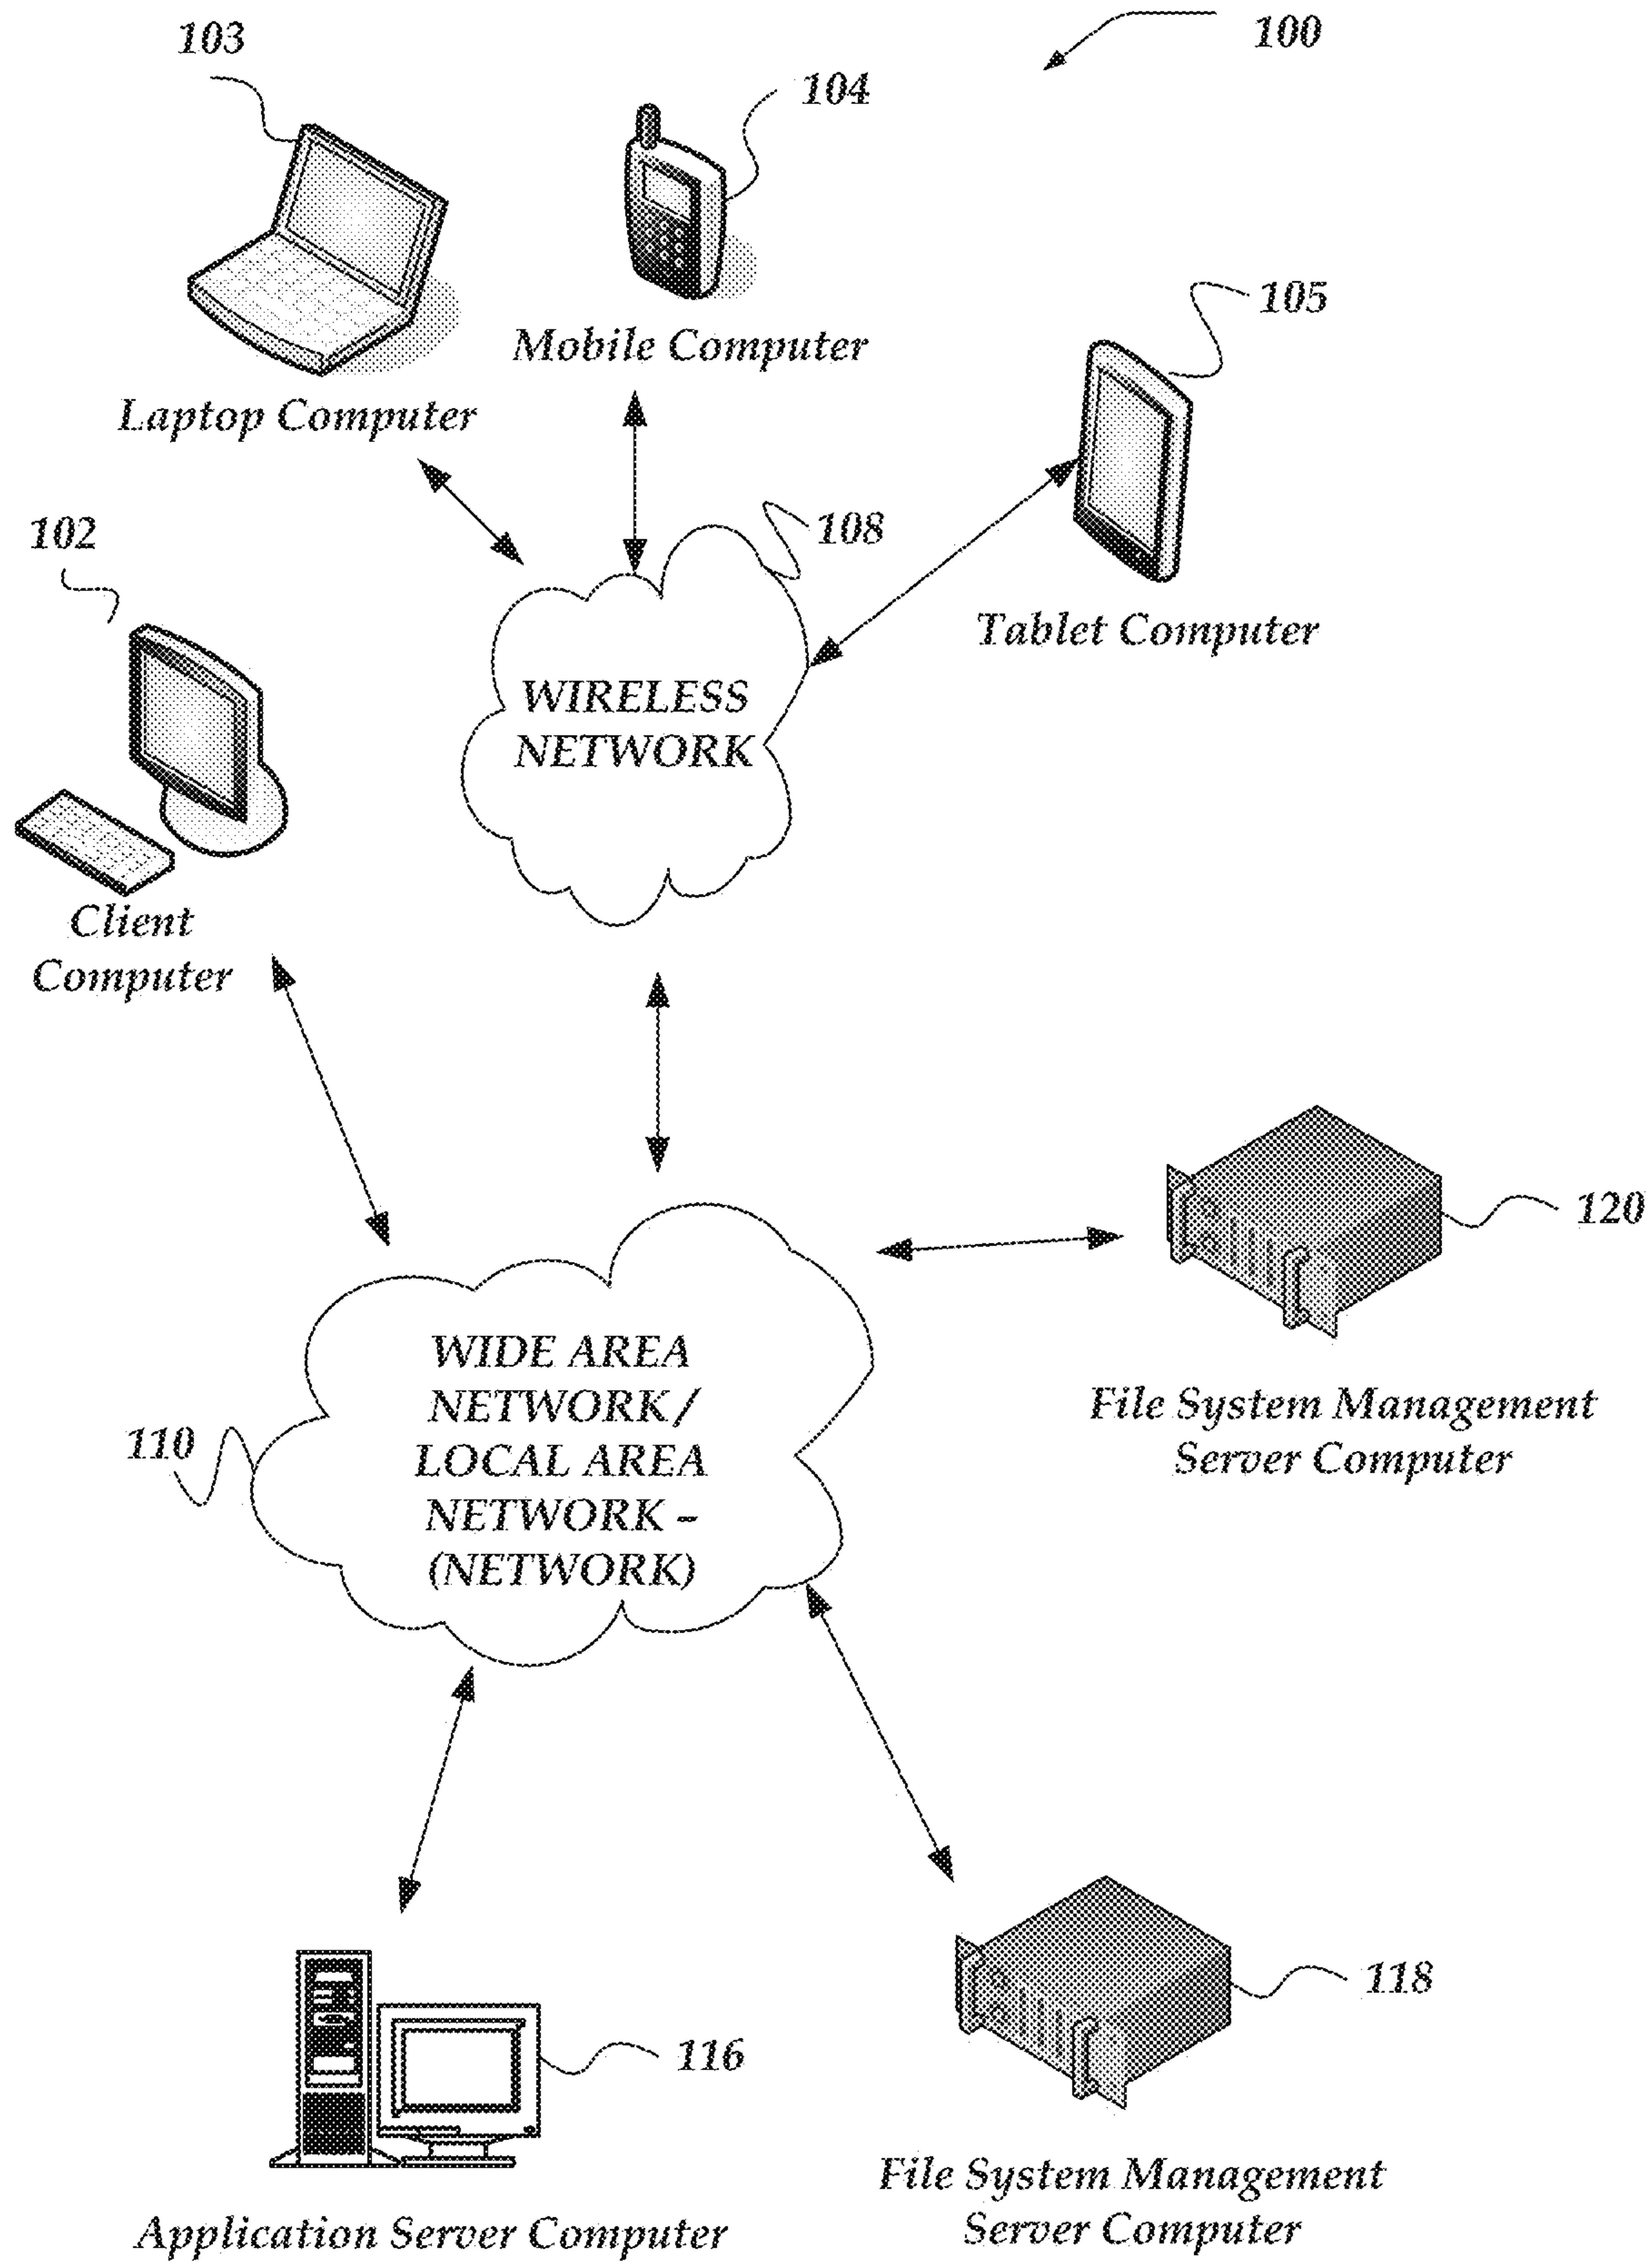 100
103
104
Mobile Computer
105
Laptop Computer
102
108
Tablet Computer
WIRELESS
NETWORK
Client
Computer
120
WIDE AREA
NETWORK /
LOCAL AREA
NETWORK –
(NETWORK)
110
File System Management
Server Computer
118
116
File System Management
Server Computer
Application Server Computer